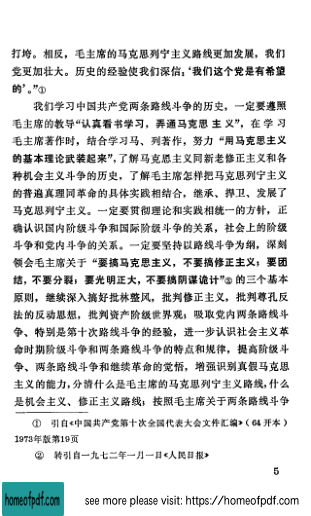 打垮。相反，毛主席的马克思列宁主义路线更加发展，我们
党更加壮大。历史的经验使我们深信：‘我们这个党是有希望
的’。”①
我们学习中国共产党两条路线斗争的历史，一定要遵照
毛主席的教导“认真看书学习，弄通马克思主义”，在学习
毛主席著作时，结合学习马、列著作，努力“用马克思主义
的基本理论武装起来”，了解马克思主义同新老修正主义和各
种机会主义斗争的历史，了解毛主席怎样把马克思列宁主义
的普遍真理同革命的具体实践相结合，继承、捍卫、发展了
马克思列宁主义。一定要贯彻理论和实践相统一的方针，正
确认识国内阶级斗争和国际阶级斗争的关系，社会上的阶级
斗争和党内斗争的关系。一定要坚持以路线斗争为纲，深刻
领会毛主席关于“要搞马克思主义，不要搞修正主义；要团
结，不要分裂；要光明正大，不要搞阴谋诡计”②的三个基本
原则，继续深入搞好批林整风，批判修正主义，批判尊孔反
法的反动思想，批判资产阶级世界观；吸取党内两条路线斗
争、特别是第十次路线斗争的经验，进一步认识社会主义革
命时期阶级斗争和两条路线斗争的特点和规律，提高阶级斗
争、两条路线斗争和继续革命的觉悟，增强识别真假马克思
主义的能力，分清什么是毛主席的马克思列宁主义路线，什么
是机会主义、修正主义路线；按照毛主席关于两条路线斗争
① 引自《中国共产党第十次全国代表大会文件汇编》（64开本）
1973年版第19页
② 转引自一九七二年一月一日《人民日报》
5
homeofpdf.com
see more please visit: https://homeofpdf.com